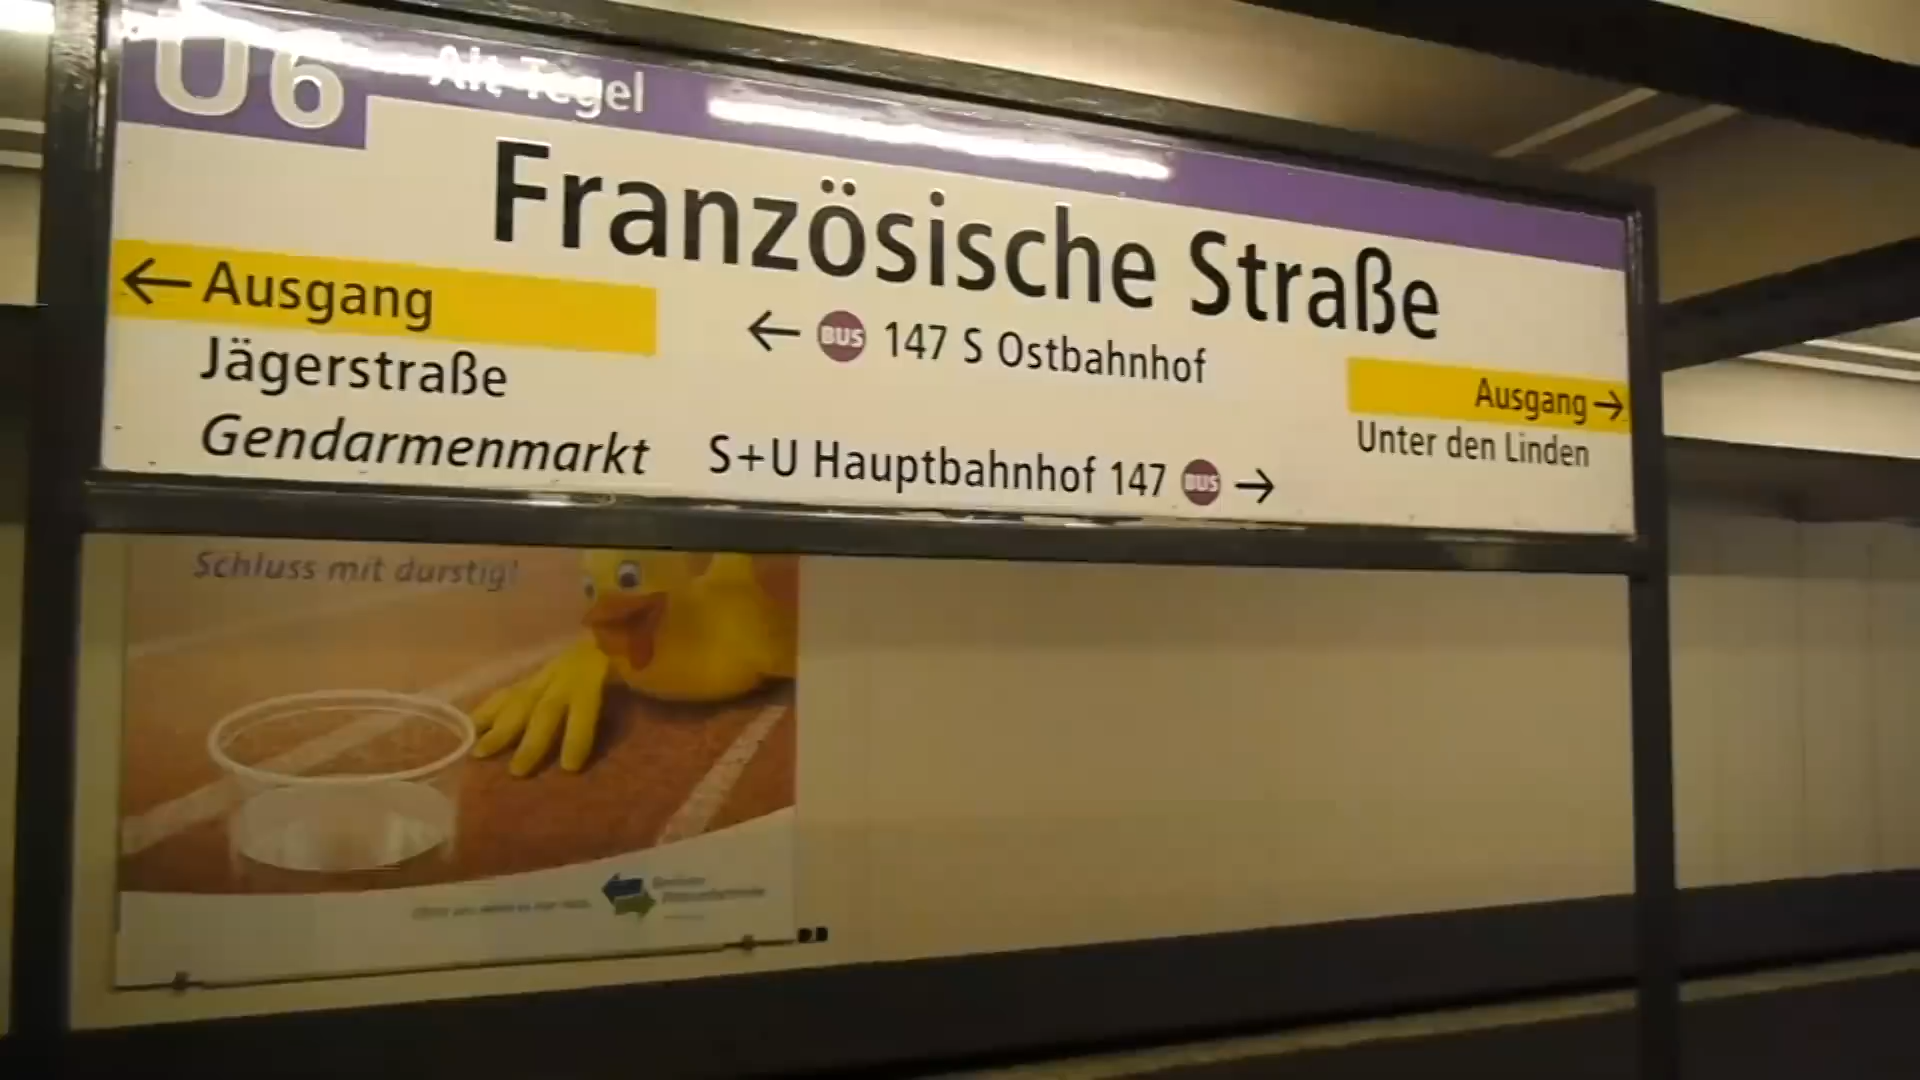 U6 Alt-Tegel
Französische Straße
← Ausgang
Jägerstraße
Gendarmenmarkt
← BUS 147 S Ostbahnhof
S+U Hauptbahnhof 147 BUS →
Ausgang →
Unter den Linden
Schluss mit durstig!